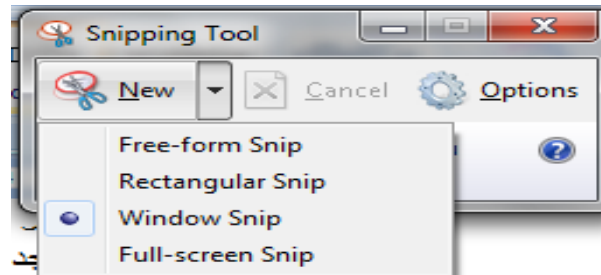 Snipping Tool
New Cancel Options
Free-form Snip
Rectangular Snip
Window Snip
Full-screen Snip